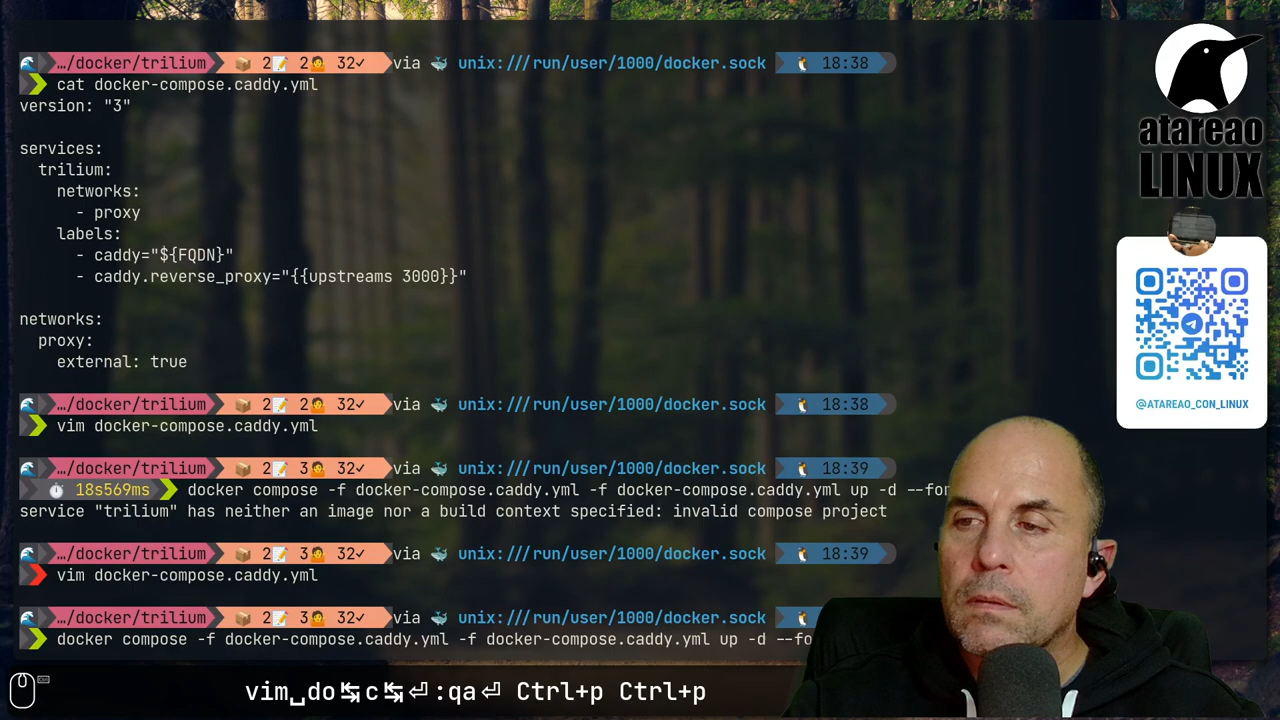 …/docker/trilium 2 2 32✓ via unix:///run/user/1000/docker.sock 18:38
cat docker-compose.caddy.yml
version: "3"
services:
trilium:
networks:
- proxy
labels:
- caddy="${FQDN}"
- caddy.reverse_proxy="{{upstreams 3000}}"
networks:
proxy:
external: true
…/docker/trilium 2 2 32✓ via unix:///run/user/1000/docker.sock 18:38
vim docker-compose.caddy.yml
…/docker/trilium 2 3 32✓ via unix:///run/user/1000/docker.sock 18:39
18s569ms docker compose -f docker-compose.caddy.yml -f docker-compose.caddy.yml up -d --for
service "trilium" has neither an image nor a build context specified: invalid compose project
…/docker/trilium 2 3 32✓ via unix:///run/user/1000/docker.sock 18:39
vim docker-compose.caddy.yml
…/docker/trilium 2 3 32✓ via unix:///run/user/1000/docker.sock
docker compose -f docker-compose.caddy.yml -f docker-compose.caddy.yml up -d --fo
vim␣do↹c↹⏎:qa⏎ Ctrl+p Ctrl+p
atareao
LINUX
@ATAREAO_CON_LINUX